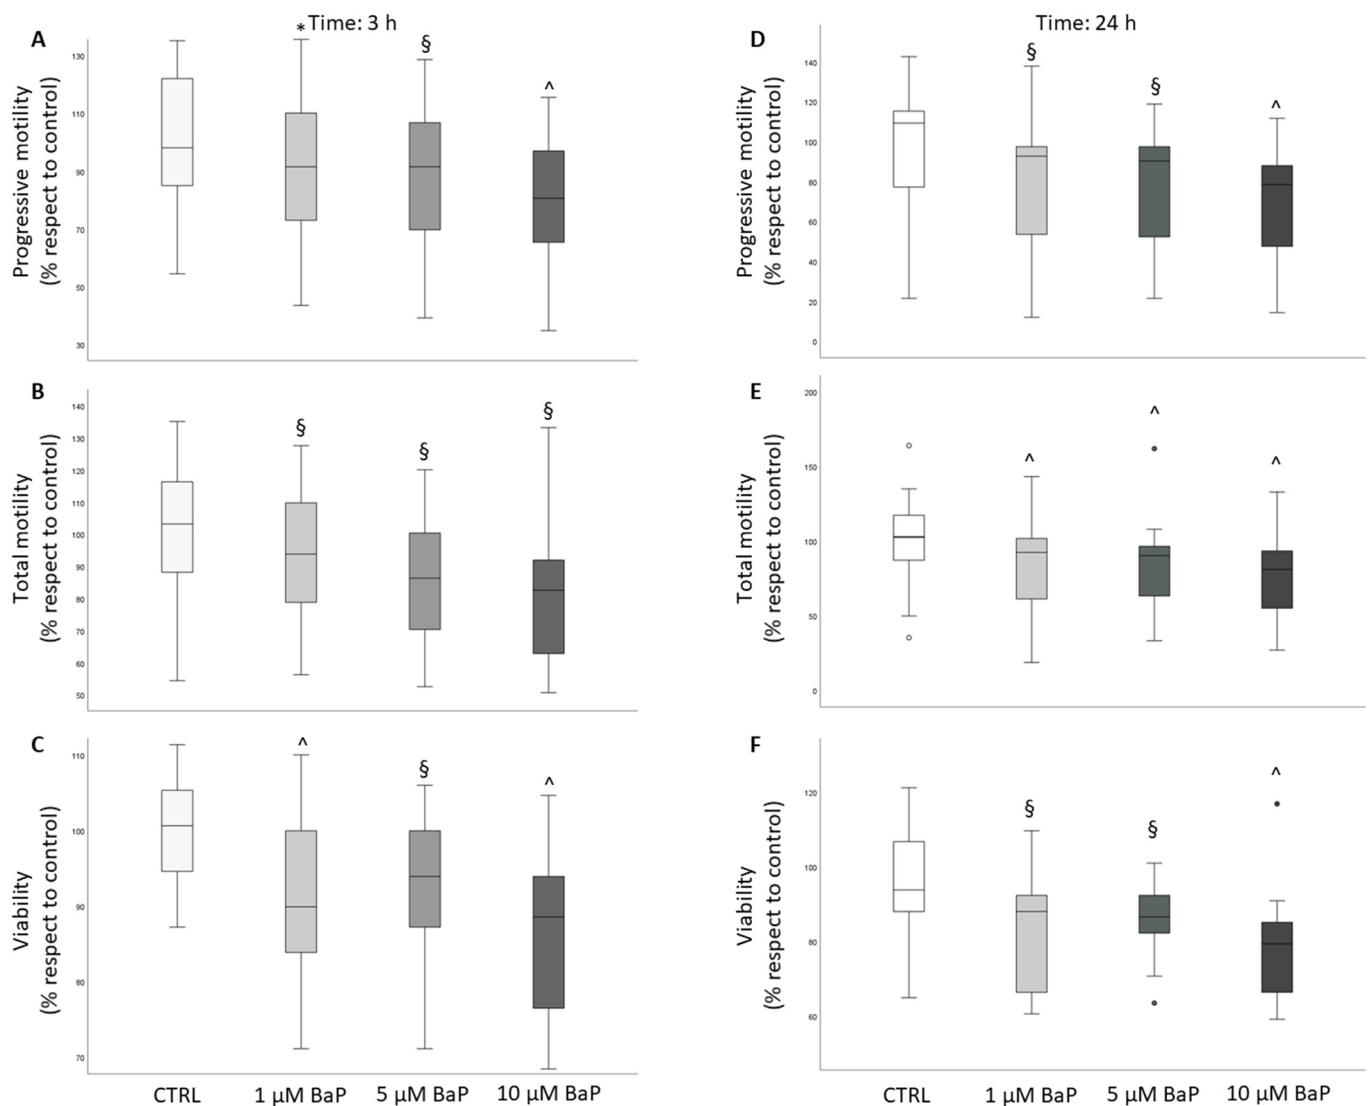 Time: 3 h
A
Progressive motility
(% respect to control)
130
110
90
70
50
30
*
§
^
B
Total motility
(% respect to control)
140
130
120
110
100
90
80
70
60
50
§
§
§
C
Viability
(% respect to control)
110
100
90
80
70
^
§
^
CTRL
1 µM BaP
5 µM BaP
10 µM BaP
Time: 24 h
D
Progressive motility
(% respect to control)
140
120
100
80
60
40
20
0
§
§
^
E
Total motility
(% respect to control)
200
150
100
50
0
^
^
^
F
Viability
(% respect to control)
120
100
80
60
§
§
^
CTRL
1 µM BaP
5 µM BaP
10 µM BaP